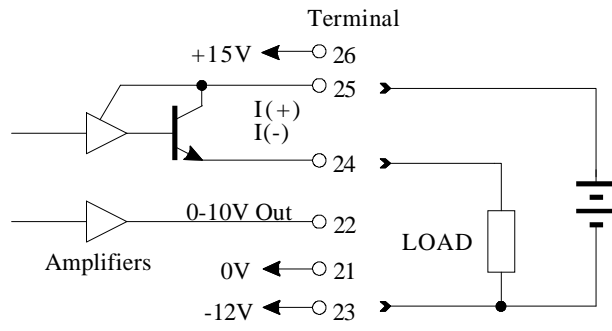 Terminal
+15V 26
25
I(+)
I(-)
24
0-10V Out 22
Amplifiers
LOAD
0V 21
-12V 23